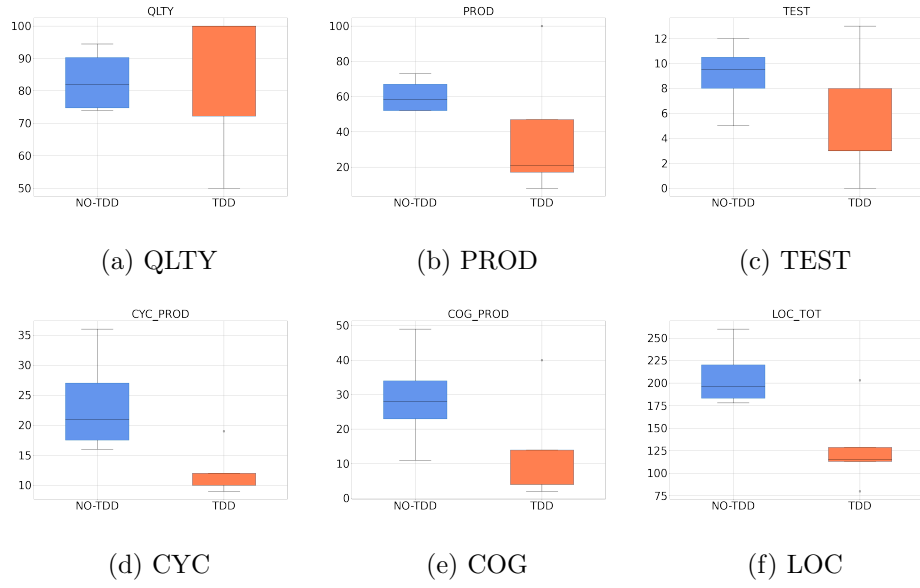 QLTY
100
90
80
70
60
50
NO-TDD
TDD
PROD
100
80
60
40
20
NO-TDD
TDD
TEST
12
10
8
6
4
2
0
NO-TDD
TDD
(a) QLTY
(b) PROD
(c) TEST
CYC_PROD
35
30
25
20
15
10
NO-TDD
TDD
COG_PROD
50
40
30
20
10
0
NO-TDD
TDD
LOC_TOT
250
225
200
175
150
125
100
75
NO-TDD
TDD
(d) CYC
(e) COG
(f) LOC